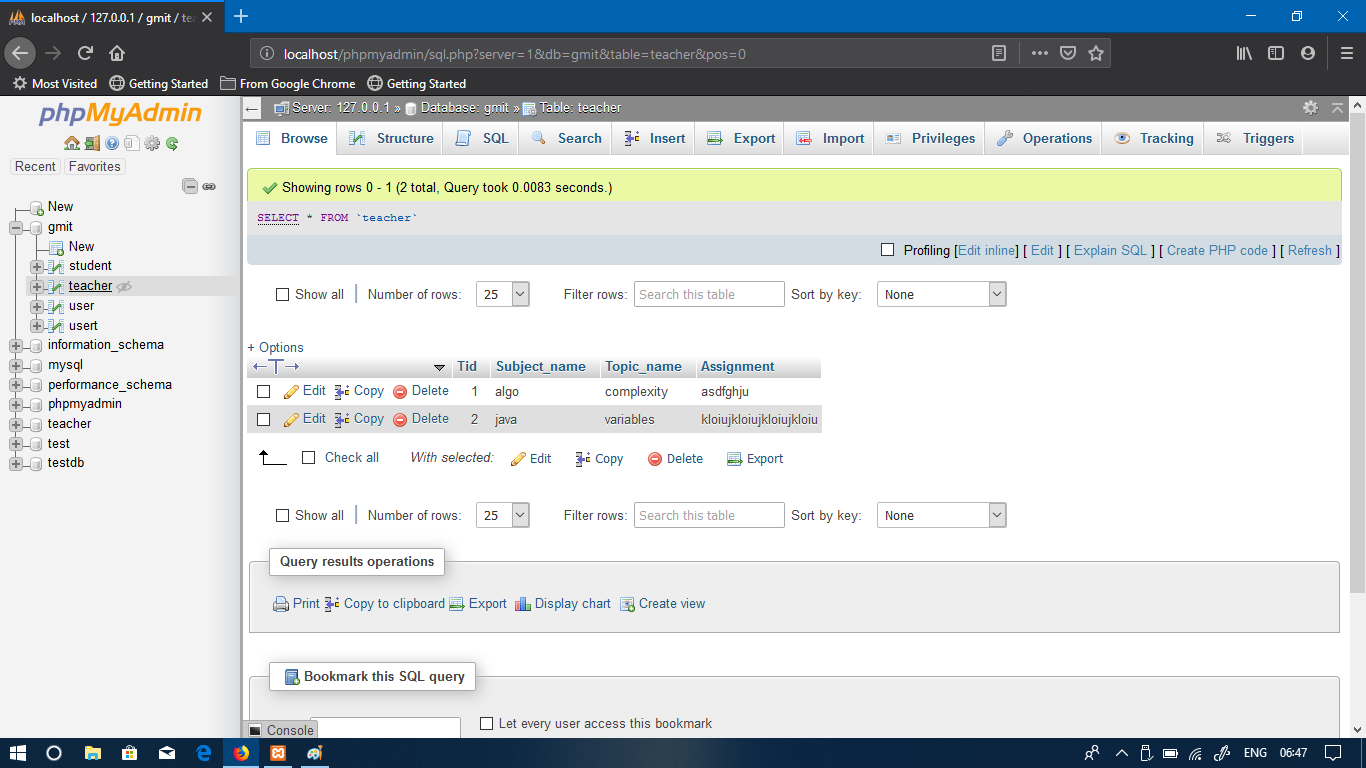 localhost / 127.0.0.1 / gmit / tea
localhost/phpmyadmin/sql.php?server=1&db=gmit&table=teacher&pos=0
Most Visited Getting Started From Google Chrome Getting Started
phpMyAdmin
Recent Favorites
New
gmit
New
student
teacher
user
usert
information_schema
mysql
performance_schema
phpmyadmin
teacher
test
testdb
Server: 127.0.0.1 » Database: gmit » Table: teacher
Browse Structure SQL Search Insert Export Import Privileges Operations Tracking Triggers
Showing rows 0 - 1 (2 total, Query took 0.0083 seconds.)
SELECT * FROM `teacher`
Profiling [Edit inline] [ Edit ] [ Explain SQL ] [ Create PHP code ] [ Refresh ]
Show all Number of rows: 25 Filter rows: Search this table Sort by key: None
+ Options
←T→ Tid Subject_name Topic_name Assignment
Edit Copy Delete 1 algo complexity asdfghju
Edit Copy Delete 2 java variables kloiujkloiujkloiujkloiu
Check all With selected: Edit Copy Delete Export
Show all Number of rows: 25 Filter rows: Search this table Sort by key: None
Query results operations
Print Copy to clipboard Export Display chart Create view
Bookmark this SQL query
Let every user access this bookmark
Console
ENG 06:47